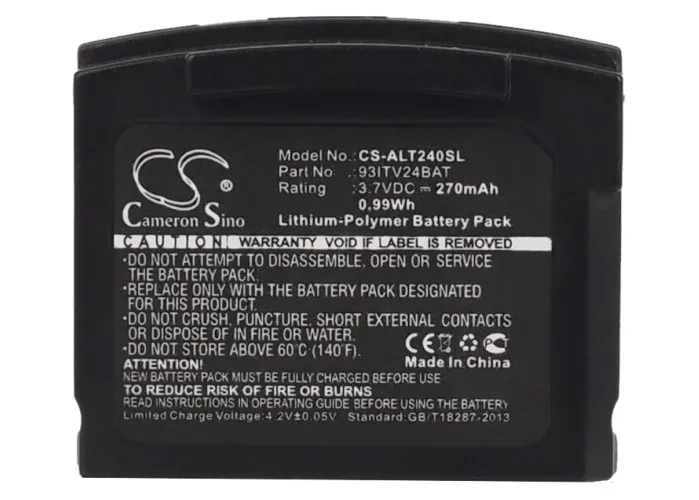 CS ®
Cameron Sino
Model No.: CS-ALT240SL
Part No : 93ITV24BAT
Rating : 3.7VDC ⎓ 270mAh
0.99Wh
Lithium-Polymer Battery Pack
CAUTION WARRANTY VOID IF LABEL IS REMOVED
•DO NOT ATTEMPT TO DISASSEMBLE, OPEN OR SERVICE
THE BATTERY PACK.
•REPLACE ONLY WITH THE BATTERY PACK DESIGNATED
FOR THIS PRODUCT.
•DO NOT CRUSH, PUNCTURE, SHORT EXTERNAL CONTACTS
OR DISPOSE OF IN FIRE OR WATER.
•DO NOT STORE ABOVE 60°C (140°F).
CE
Made In China
ATTENTION!
NEW BATTERY PACK MUST BE FULLY CHARGED BEFORE
TO REDUCE RISK OF FIRE OR BURNS
READ INSTRUCTIONS IN OPERATING GUIDE BEFORE USING BATTERY
Limited Charge Voltage:4.2V±0.05V Standard:GB/T18287-2013